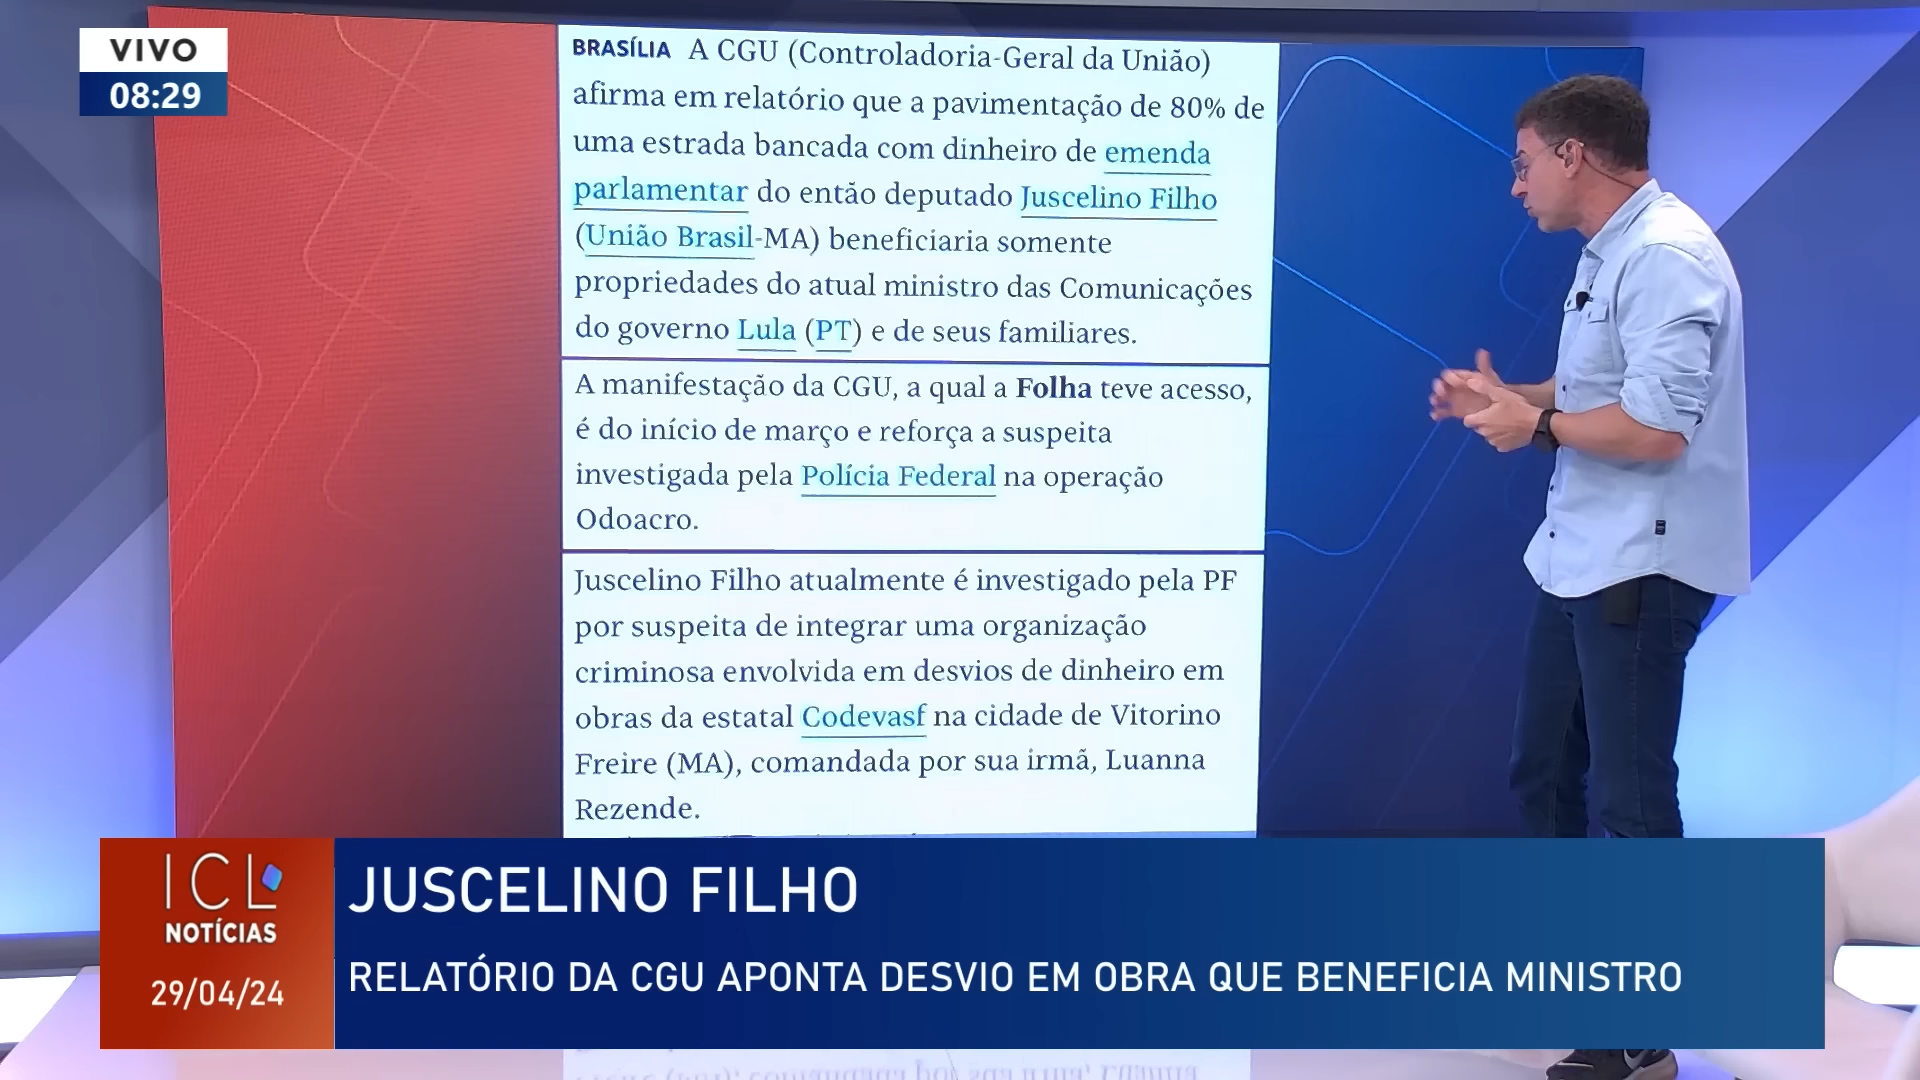 VIVO
08:29
BRASÍLIA A CGU (Controladoria-Geral da União)
afirma em relatório que a pavimentação de 80% de
uma estrada bancada com dinheiro de emenda
parlamentar do então deputado Juscelino Filho
(União Brasil-MA) beneficiaria somente
propriedades do atual ministro das Comunicações
do governo Lula (PT) e de seus familiares.
A manifestação da CGU, a qual a Folha teve acesso,
é do início de março e reforça a suspeita
investigada pela Polícia Federal na operação
Odoacro.
Juscelino Filho atualmente é investigado pela PF
por suspeita de integrar uma organização
criminosa envolvida em desvios de dinheiro em
obras da estatal Codevasf na cidade de Vitorino
Freire (MA), comandada por sua irmã, Luanna
Rezende.
ICL
NOTÍCIAS
29/04/24
JUSCELINO FILHO
RELATÓRIO DA CGU APONTA DESVIO EM OBRA QUE BENEFICIA MINISTRO